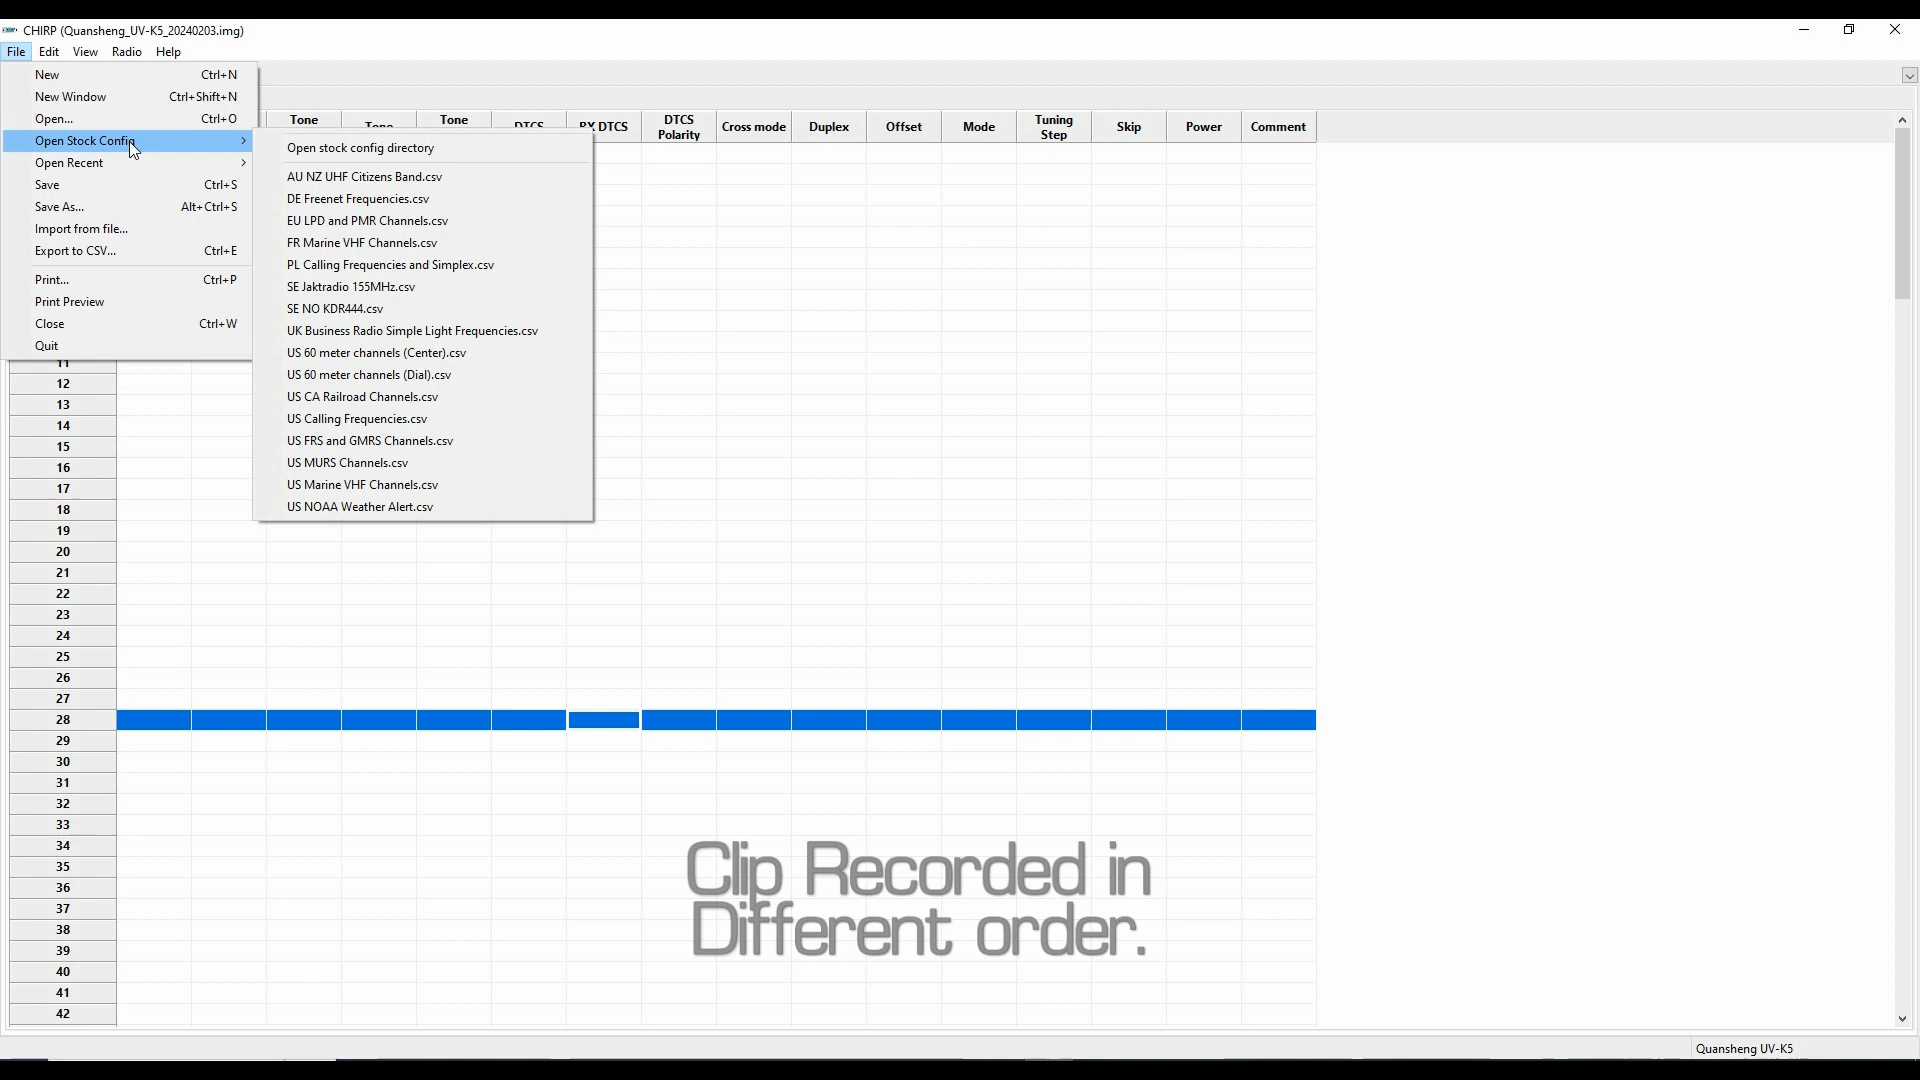 CHIRP (Quansheng_UV-K5_20240203.img)
File Edit View Radio Help
New Ctrl+N
New Window Ctrl+Shift+N
Open... Ctrl+O
Open Stock Config
Open Recent
Save Ctrl+S
Save As... Alt+Ctrl+S
Import from file...
Export to CSV... Ctrl+E
Print... Ctrl+P
Print Preview
Close Ctrl+W
Quit
Open stock config directory
AU NZ UHF Citizens Band.csv
DE Freenet Frequencies.csv
EU LPD and PMR Channels.csv
FR Marine VHF Channels.csv
PL Calling Frequencies and Simplex.csv
SE Jaktradio 155MHz.csv
SE NO KDR444.csv
UK Business Radio Simple Light Frequencies.csv
US 60 meter channels (Center).csv
US 60 meter channels (Dial).csv
US CA Railroad Channels.csv
US Calling Frequencies.csv
US FRS and GMRS Channels.csv
US MURS Channels.csv
US Marine VHF Channels.csv
US NOAA Weather Alert.csv
Tone Tone Tone DTCS RX DTCS DTCS Polarity Cross mode Duplex Offset Mode Tuning Step Skip Power Comment
11
12
13
14
15
16
17
18
19
20
21
22
23
24
25
26
27
28
29
30
31
32
33
34
35
36
37
38
39
40
41
42
Clip Recorded in
Different order.
Quansheng UV-K5